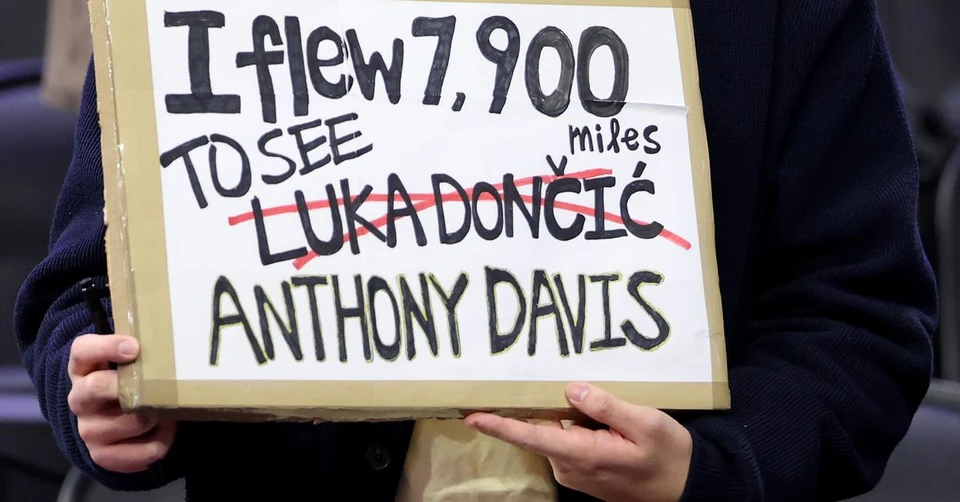 I flew 7,900
miles
TO SEE
LUKA DONČIĆ
ANTHONY DAVIS